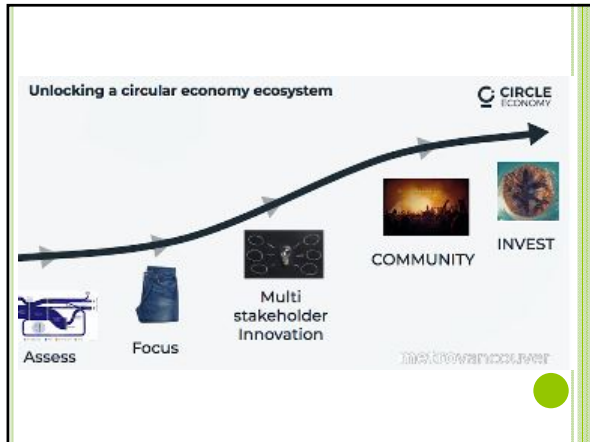 Unlocking a circular economy ecosystem
CIRCLE
ECONOMY
Assess
Focus
Multi
stakeholder
Innovation
COMMUNITY
INVEST
metrovancouver